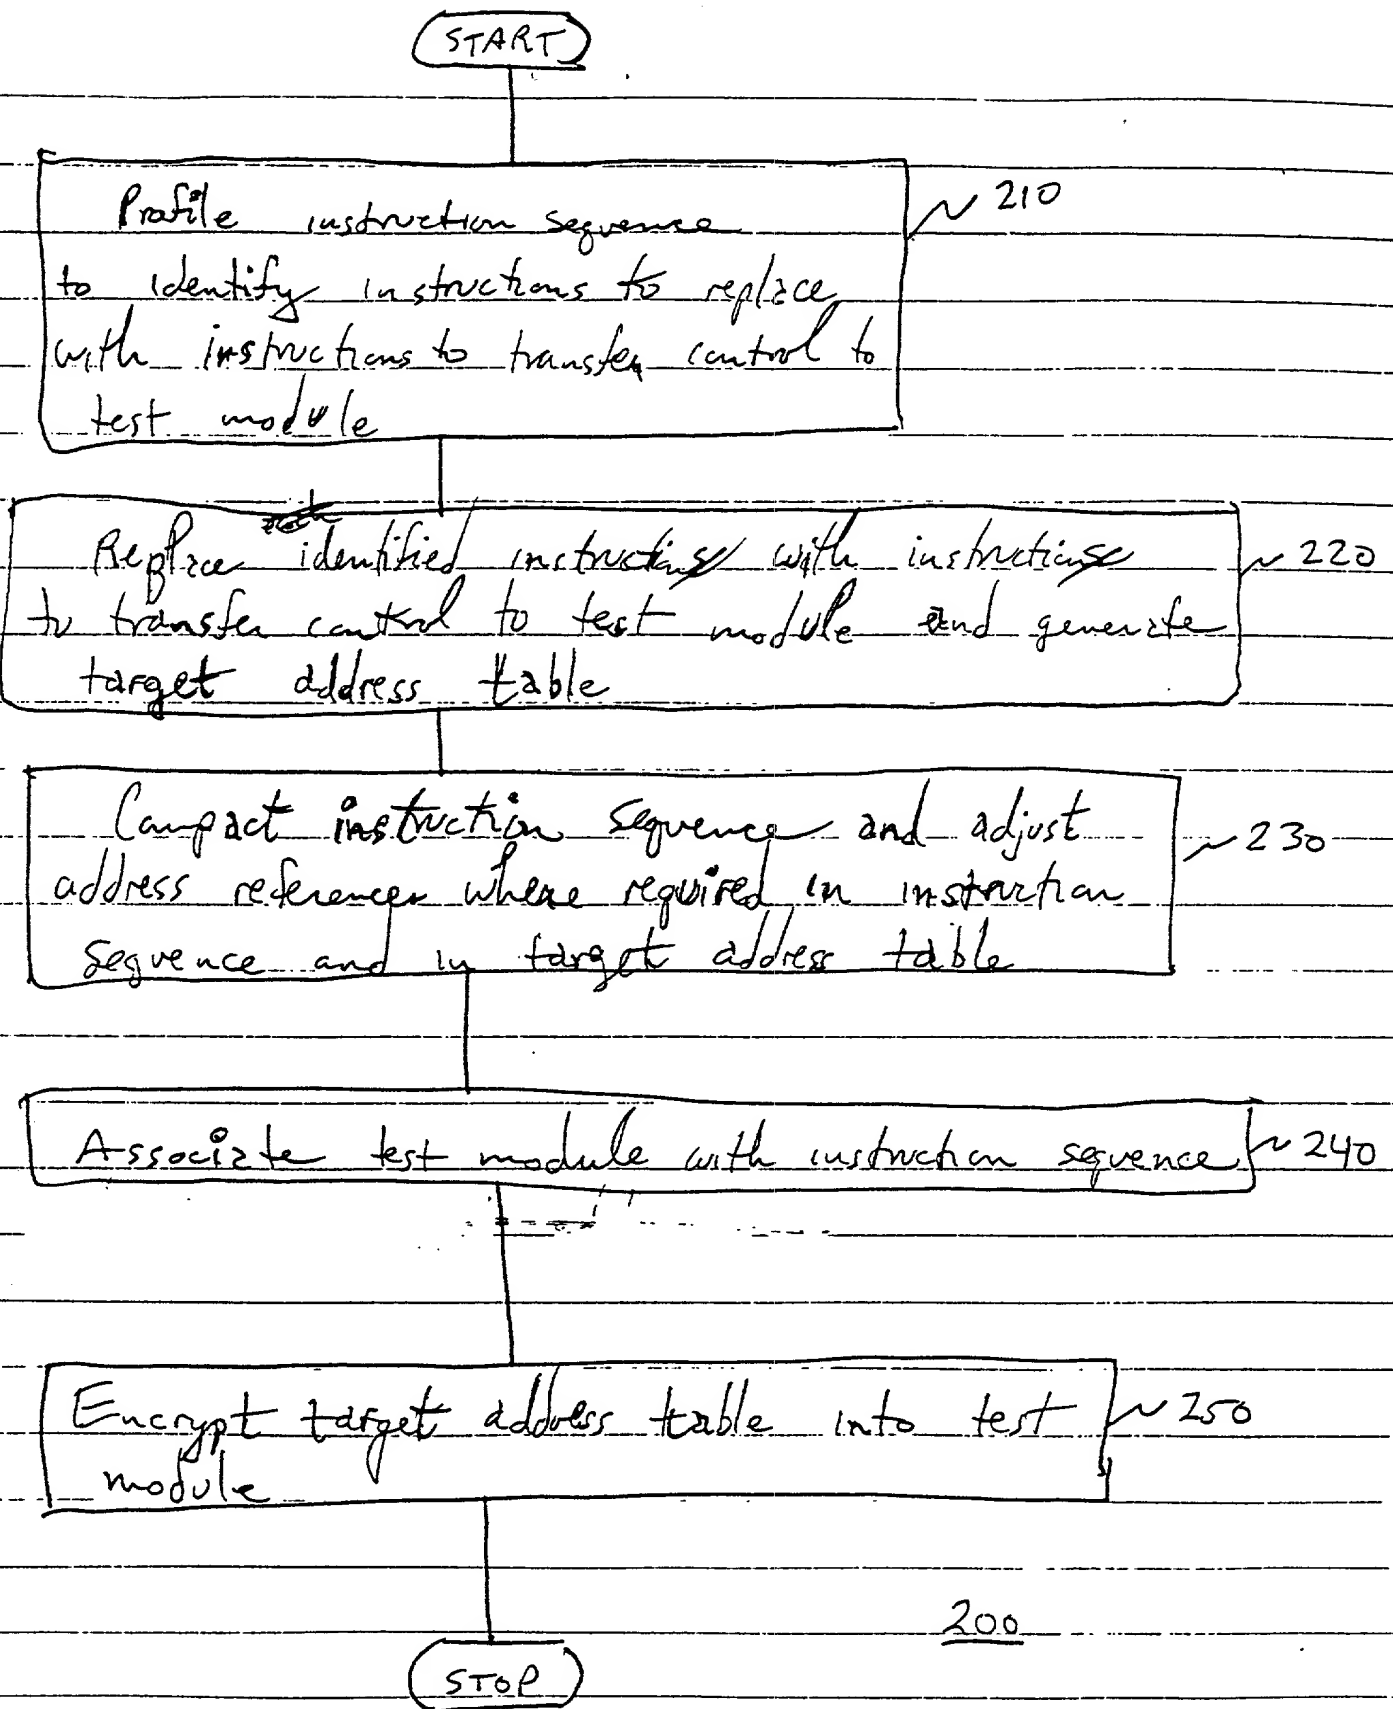 START
Profile instruction sequence
210
to identify instructions to replace
with instructions to transfer control to
test module
Replace identified instructions with instructions
220
to transfer control to test module and generate
target address table
Compact instruction sequence and adjust
230
address references where required in instruction
sequence and in target address table
Associate test module with instruction sequence
240
Encrypt target address table into test
250
module
200
STOP